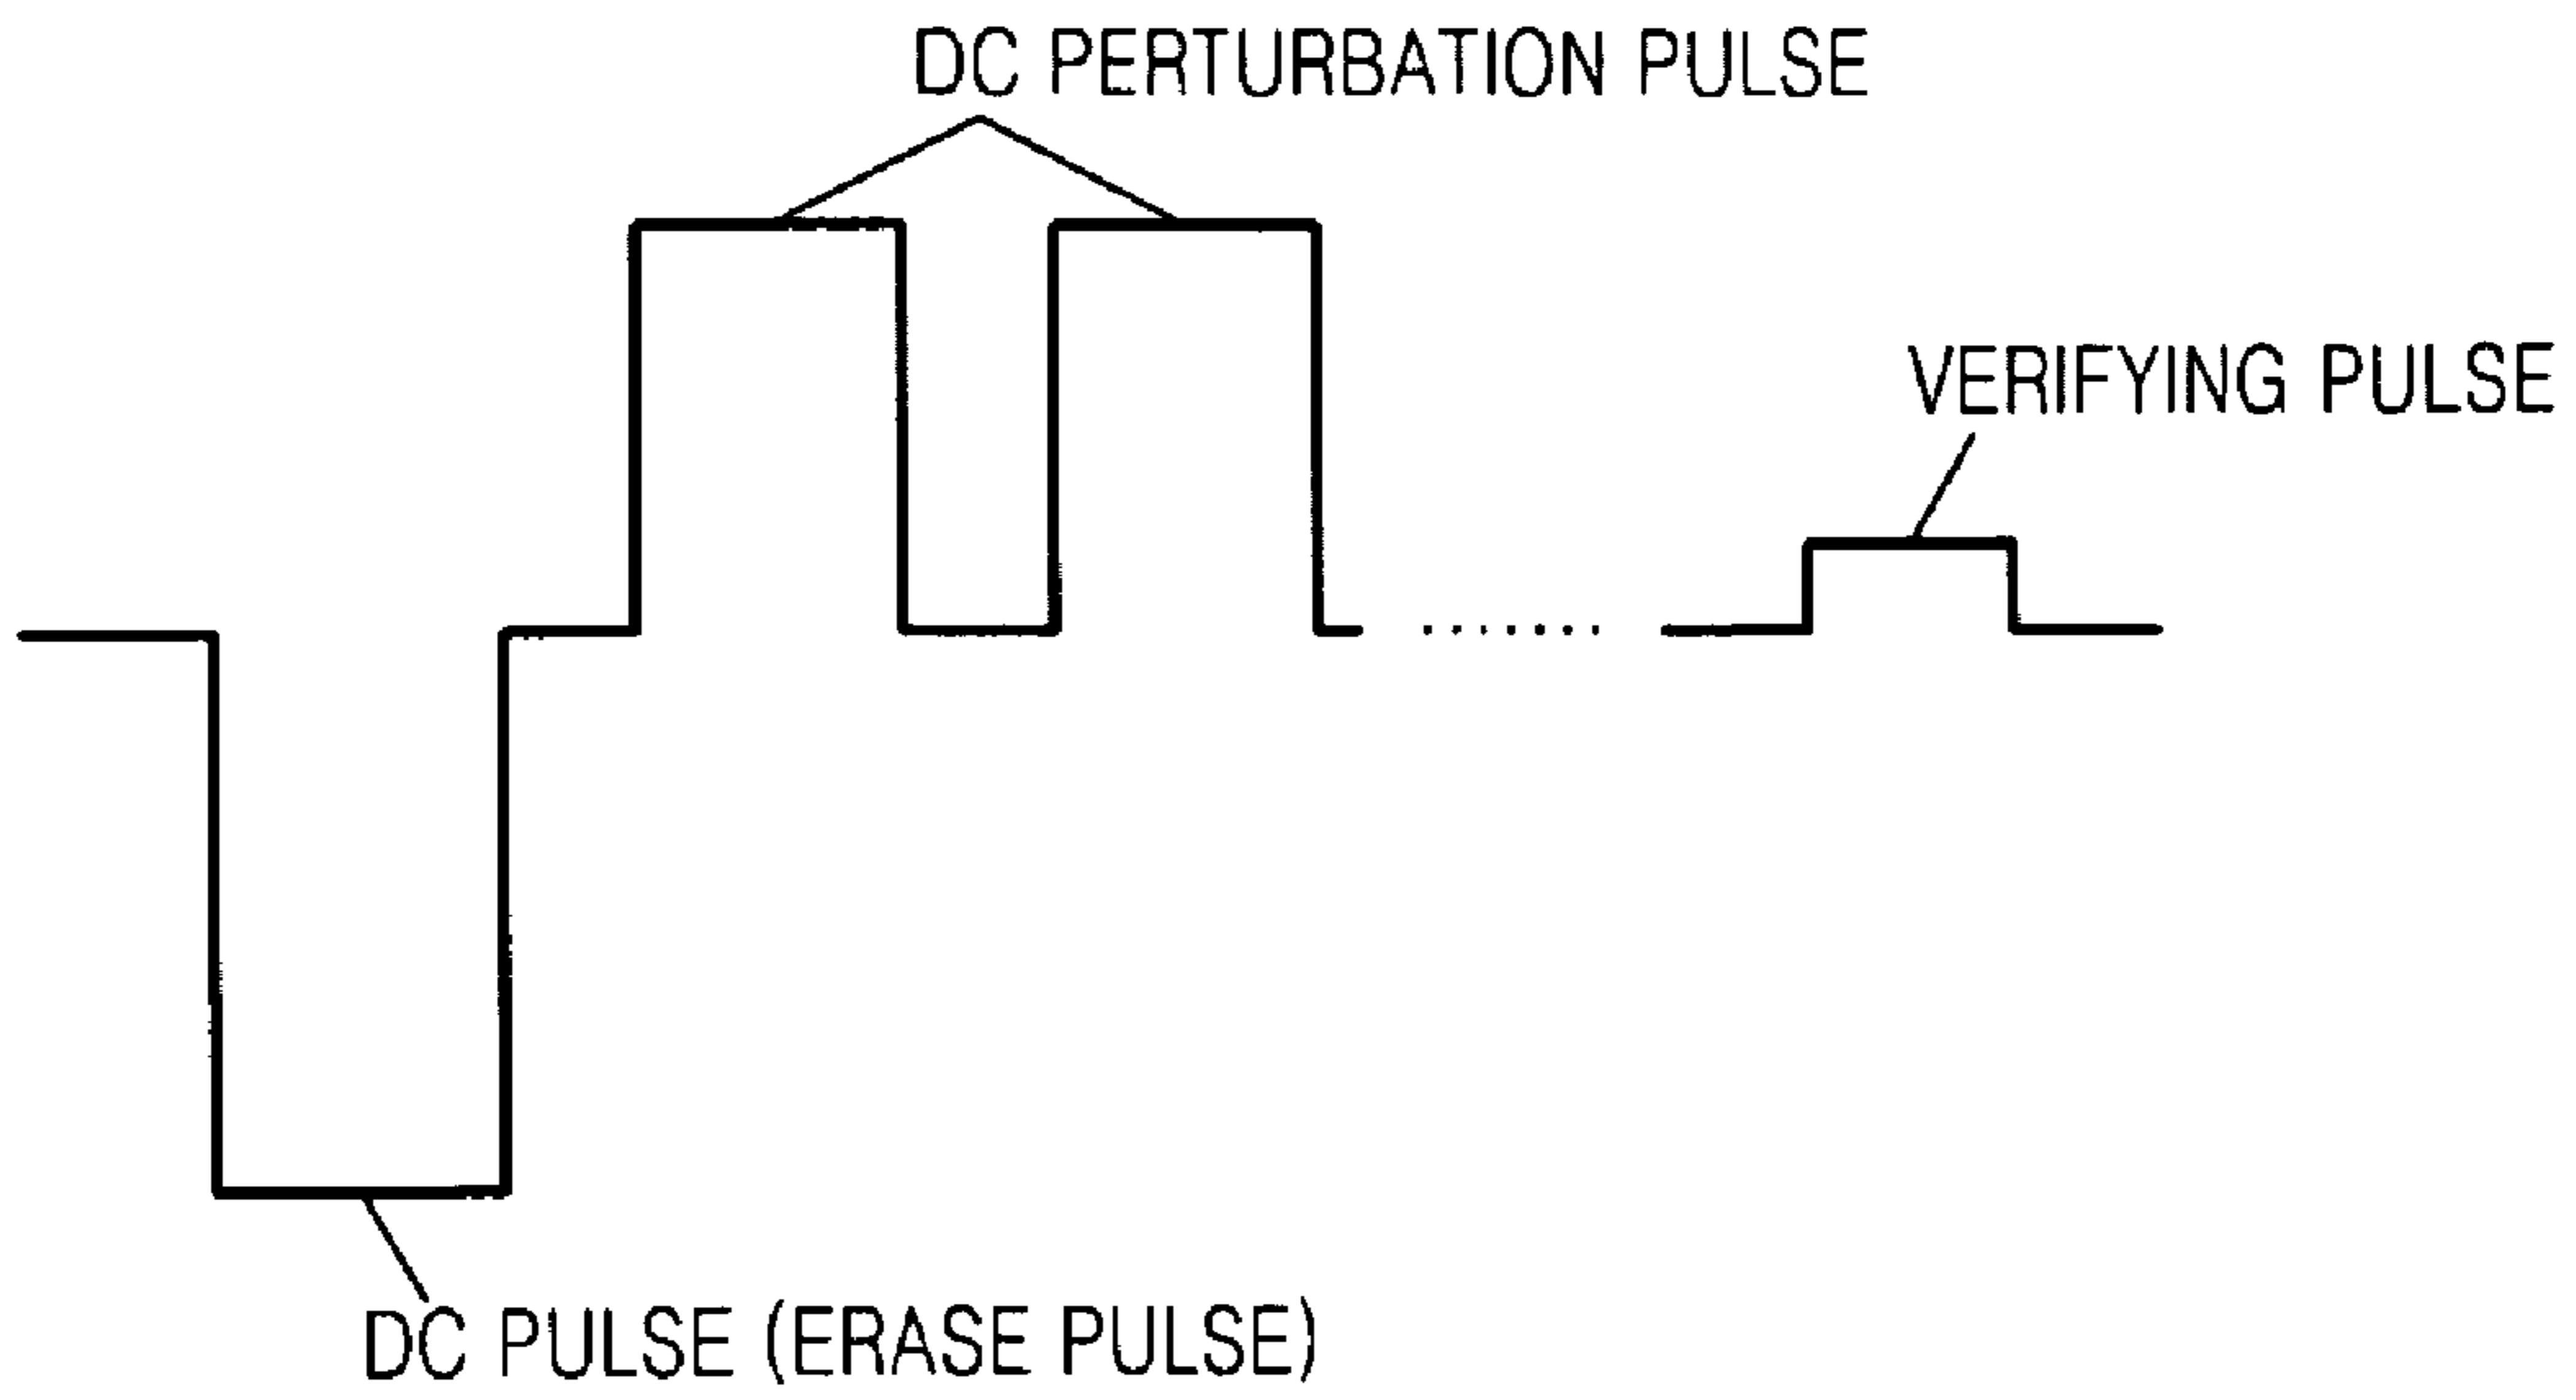 DC PERTURBATION PULSE
VERIFYING PULSE
DC PULSE (ERASE PULSE)